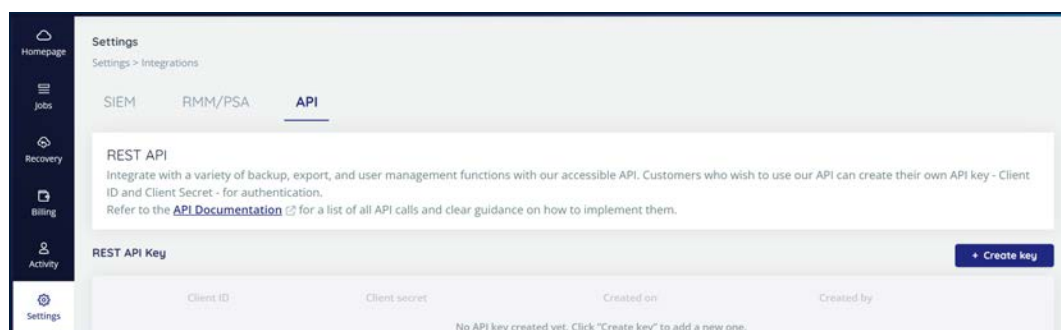 Homepage
Jobs
Recovery
Billing
Activity
Settings
Settings
Settings > Integrations
SIEM RMM/PSA API
REST API
Integrate with a variety of backup, export, and user management functions with our accessible API. Customers who wish to use our API can create their own API key - Client
ID and Client Secret - for authentication.
Refer to the API Documentation for a list of all API calls and clear guidance on how to implement them.
REST API Key
+ Create key
Client ID Client secret Created on Created by
No API key created yet. Click "Create key" to add a new one.